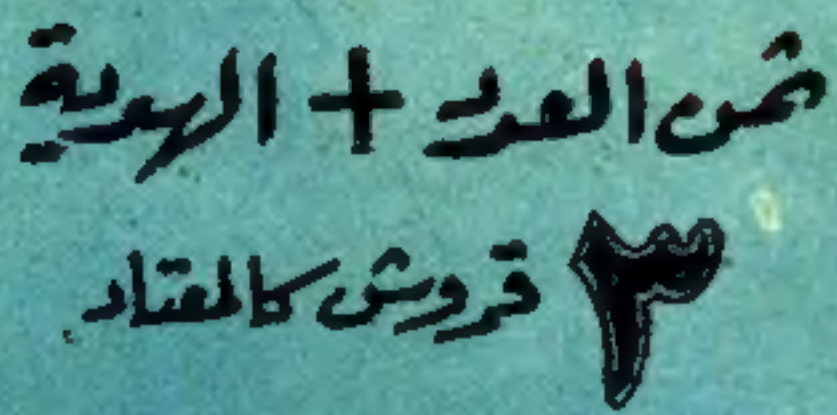 ثمن العدد + الهدية
٣ قروش كالمعتاد